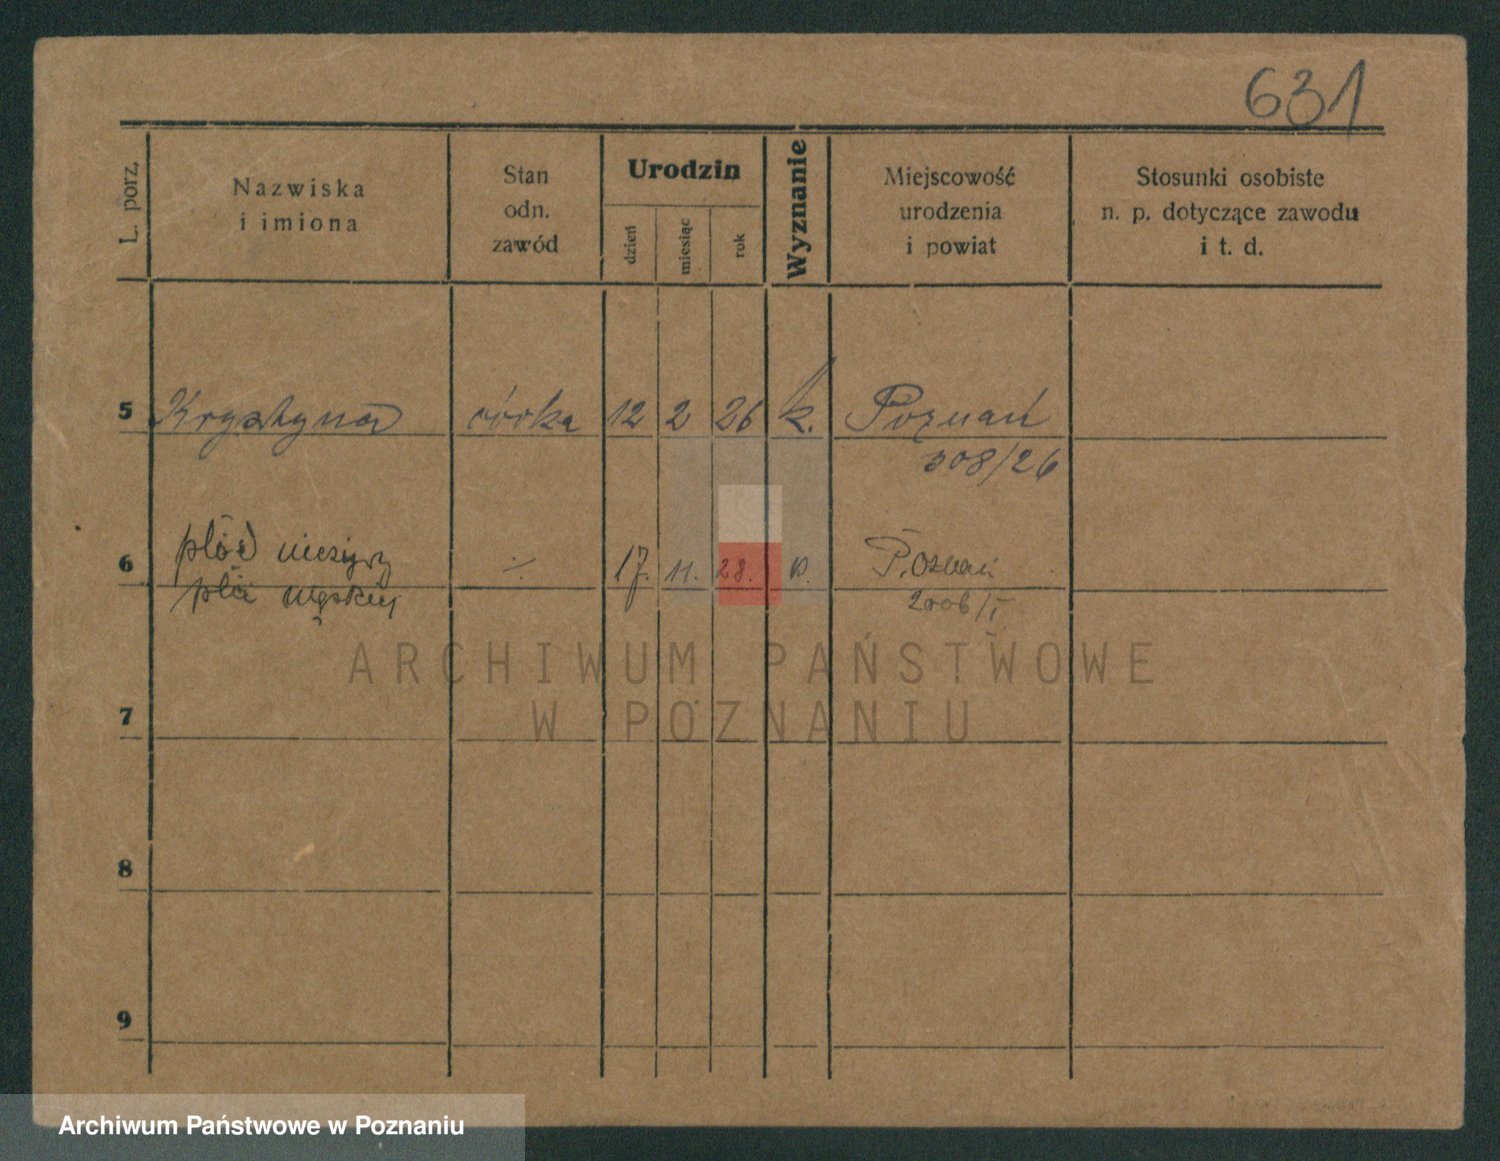 631
L. porz.
Nazwiska
i imiona
Stan
odn.
zawód
Urodzin
dzień
miesiąc
rok
Wyznanie
Miejscowość
urodzenia
i powiat
Stosunki osobiste
n. p. dotyczące zawodu
i t. d.
5 Krystyna córka 12 2 26 k. Poznań
308/26
6 płód nieżywy ÷ 17. 11. 28. Poznań
płci męskiej 2006/I
7
8
9
ARCHIWUM PAŃSTWOWE
W POZNANIU
Archiwum Państwowe w Poznaniu